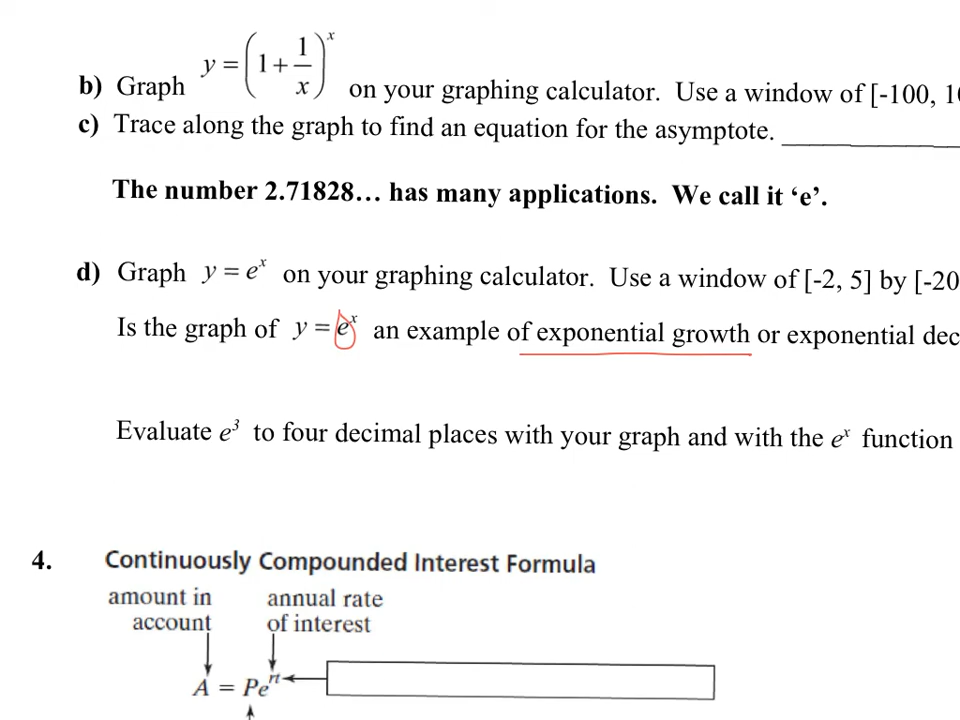 b) Graph y = (1 + 1/x)^x on your graphing calculator. Use a window of [-100, 1
c) Trace along the graph to find an equation for the asymptote. ___________
The number 2.71828… has many applications. We call it ‘e’.
d) Graph y = e^x on your graphing calculator. Use a window of [-2, 5] by [-20
Is the graph of y = e^x an example of exponential growth or exponential dec
Evaluate e^3 to four decimal places with your graph and with the e^x function
4. Continuously Compounded Interest Formula
amount in annual rate
account of interest
A = Pe^rt